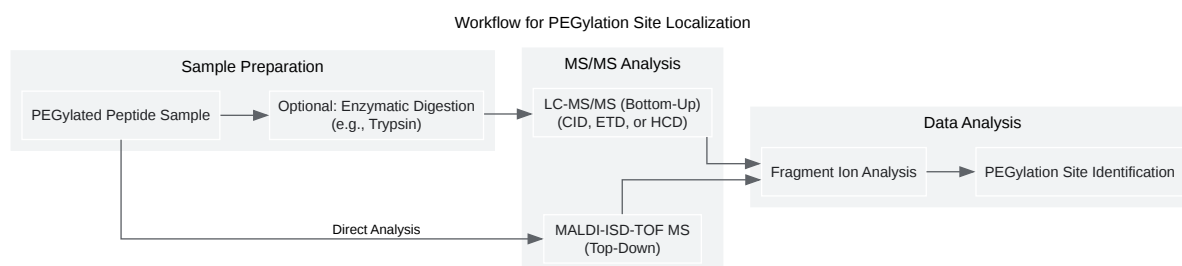 Workflow for PEGylation Site Localization
Sample Preparation
PEGylated Peptide Sample
Optional: Enzymatic Digestion
(e.g., Trypsin)
MS/MS Analysis
LC-MS/MS (Bottom-Up)
(CID, ETD, or HCD)
Direct Analysis
MALDI-ISD-TOF MS
(Top-Down)
Data Analysis
Fragment Ion Analysis
PEGylation Site Identification